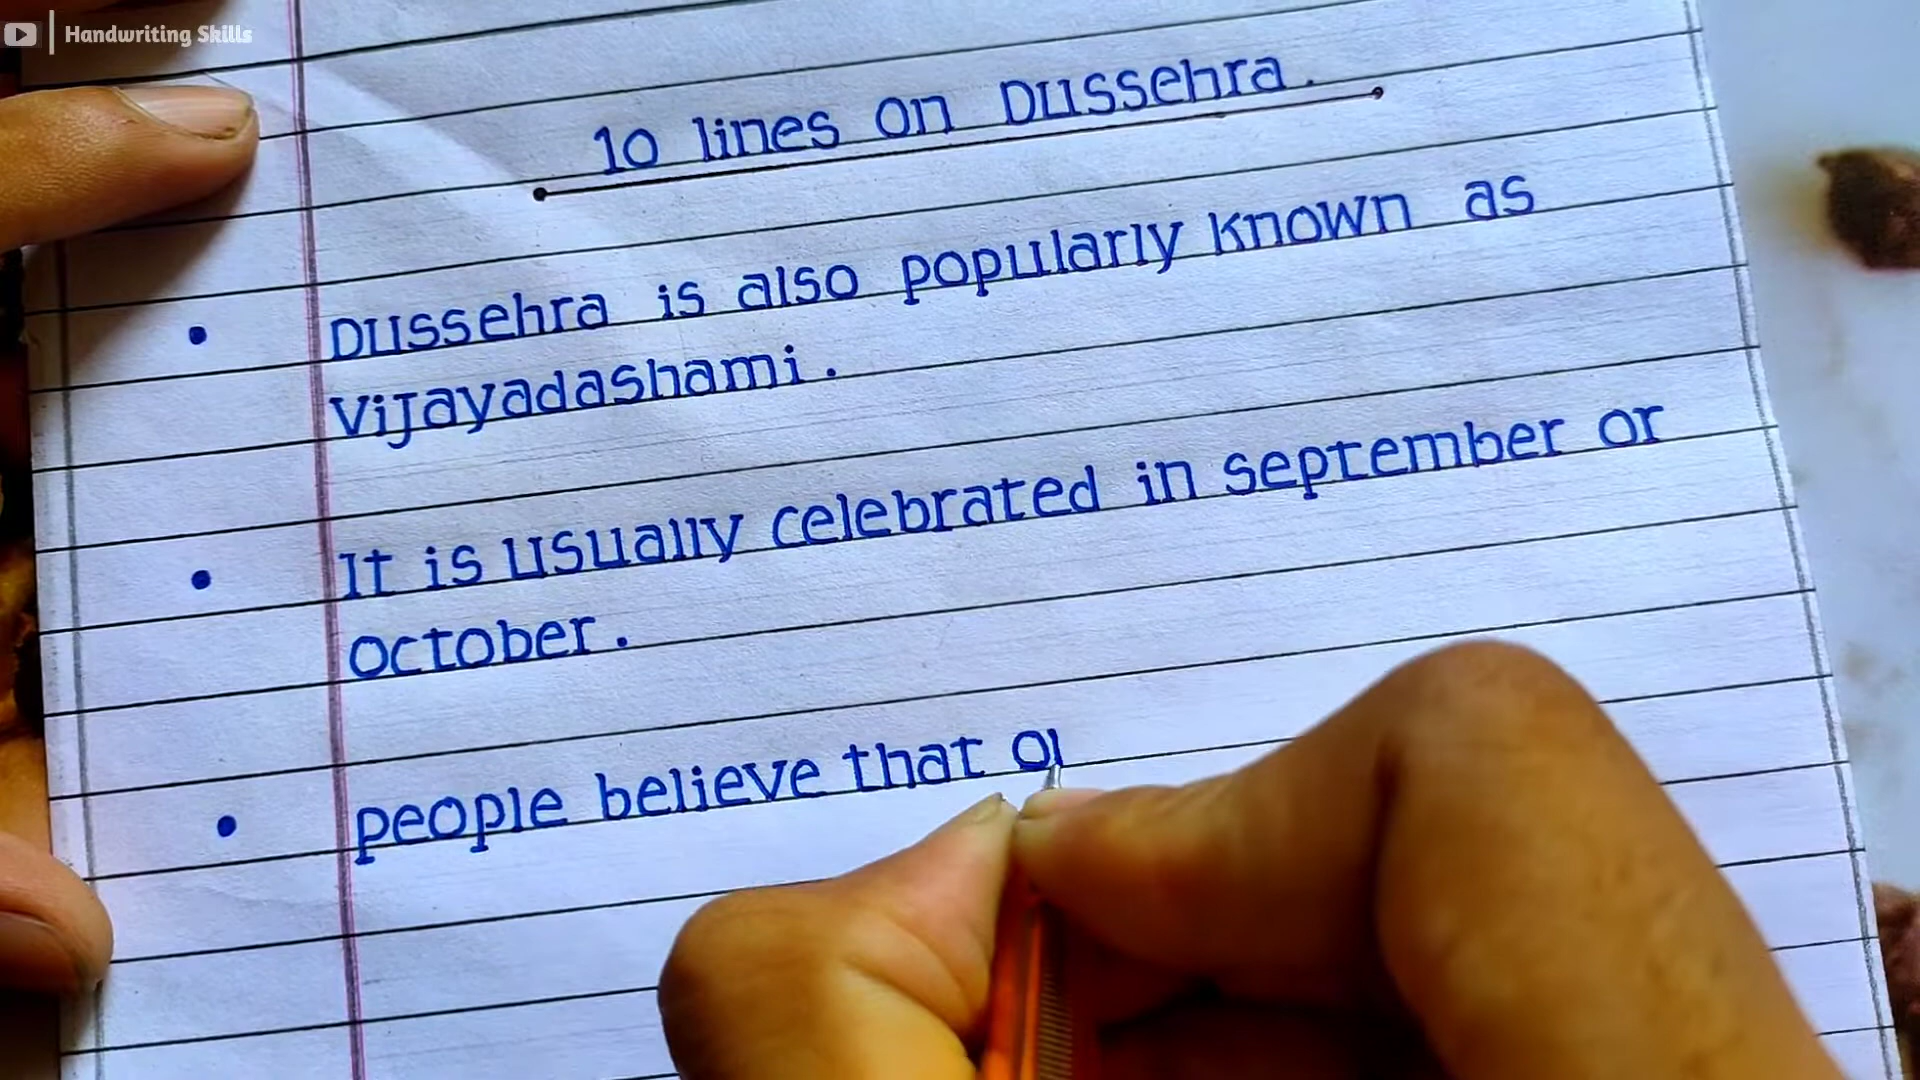 Handwriting Skills
10 lines on Dussehra.
Dussehra is also popularly known as
Vijayadashami.
It is usually celebrated in september or
october.
people believe that